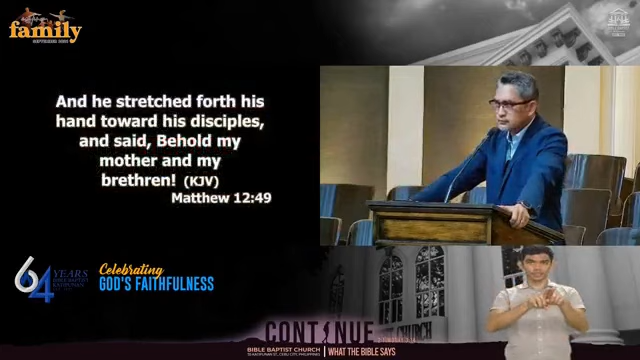 family
And he stretched forth his
hand toward his disciples,
and said, Behold my
mother and my
brethren! (KJV)
Matthew 12:49
64 YEARS
Celebrating
GOD'S FAITHFULNESS
CONTINUE
CHURCH
BIBLE BAPTIST CHURCH
WHAT THE BIBLE SAYS